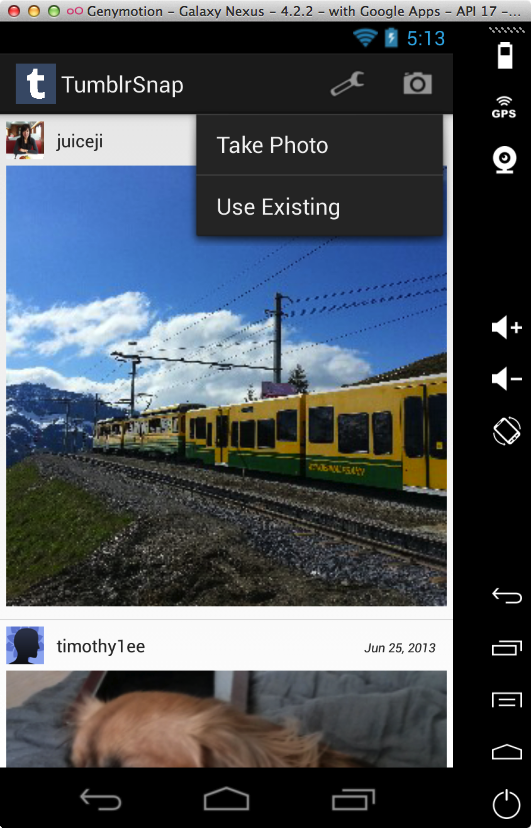 Genymotion - Galaxy Nexus - 4.2.2 - with Google Apps - API 17 -...
5:13
t TumblrSnap
GPS
juiceji
Take Photo
Use Existing
timothy1ee
Jun 25, 2013